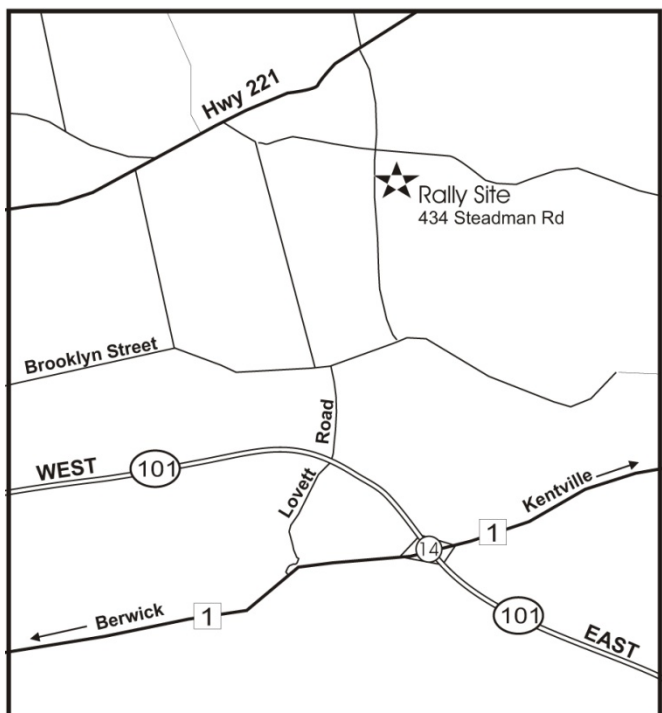 Hwy 221
Rally Site
434 Steadman Rd
Brooklyn Street
Lovett Road
WEST
101
Kentville
14
1
Berwick
1
101
EAST